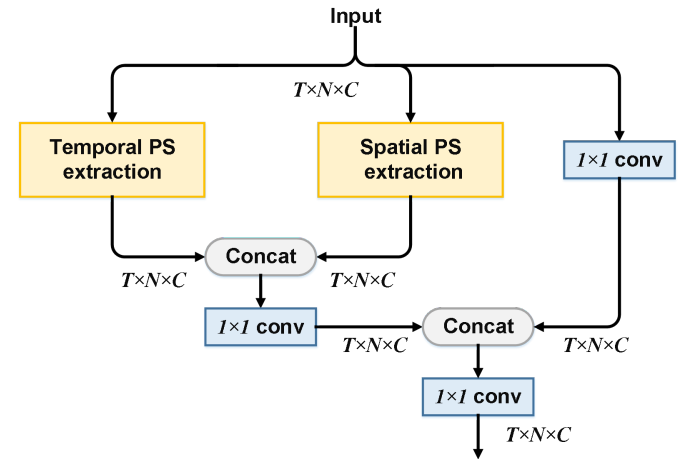 Input
T×N×C
Temporal PS
extraction
Spatial PS
extraction
1×1 conv
Concat
T×N×C
T×N×C
1×1 conv
T×N×C
Concat
T×N×C
1×1 conv
T×N×C